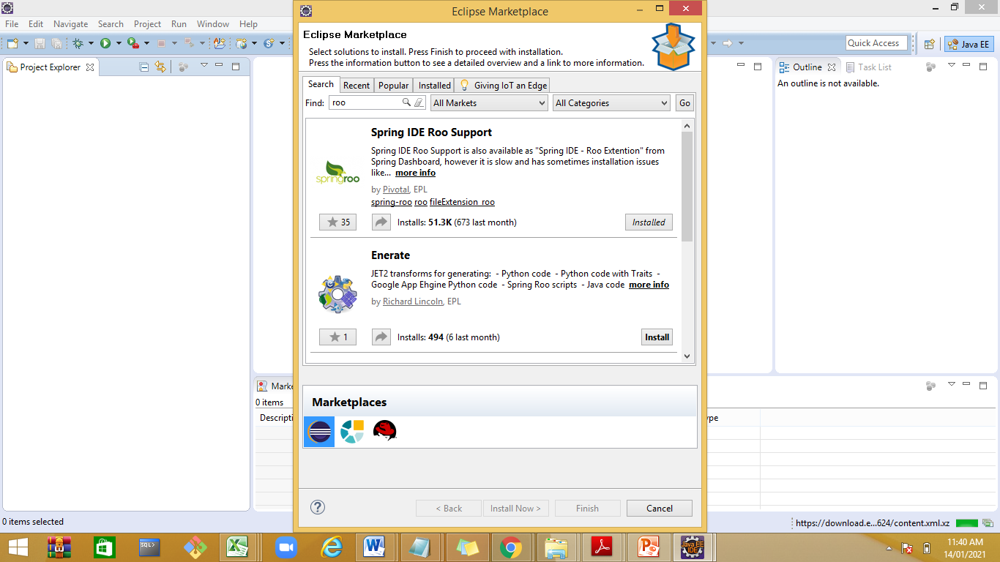 Eclipse Marketplace
File Edit Navigate Search Project Run Window Help
Quick Access
Java EE
Project Explorer
Outline
Task List
An outline is not available.
Eclipse Marketplace
Select solutions to install. Press Finish to proceed with installation.
Press the information button to see a detailed overview and a link to more information.
Search Recent Popular Installed Giving IoT an Edge
Find: roo All Markets All Categories Go
Spring IDE Roo Support
Spring IDE Roo Support is also available as "Spring IDE - Roo Extention" from
Spring Dashboard, however it is slow and has sometimes installation issues
like... more info
springroo
by Pivotal, EPL
spring-roo roo fileExtension_roo
35 Installs: 51.3K (673 last month) Installed
Enerate
JET2 transforms for generating: - Python code - Python code with Traits -
Google App Ehgine Python code - Spring Roo scripts - Java code more info
by Richard Lincoln, EPL
1 Installs: 494 (6 last month) Install
Marke
0 items
Descripti
ype
Marketplaces
< Back Install Now > Finish Cancel
0 items selected
https://download.e...624/content.xml.xz
SQL>
Java EE
IDE
11:40 AM
14/01/2021